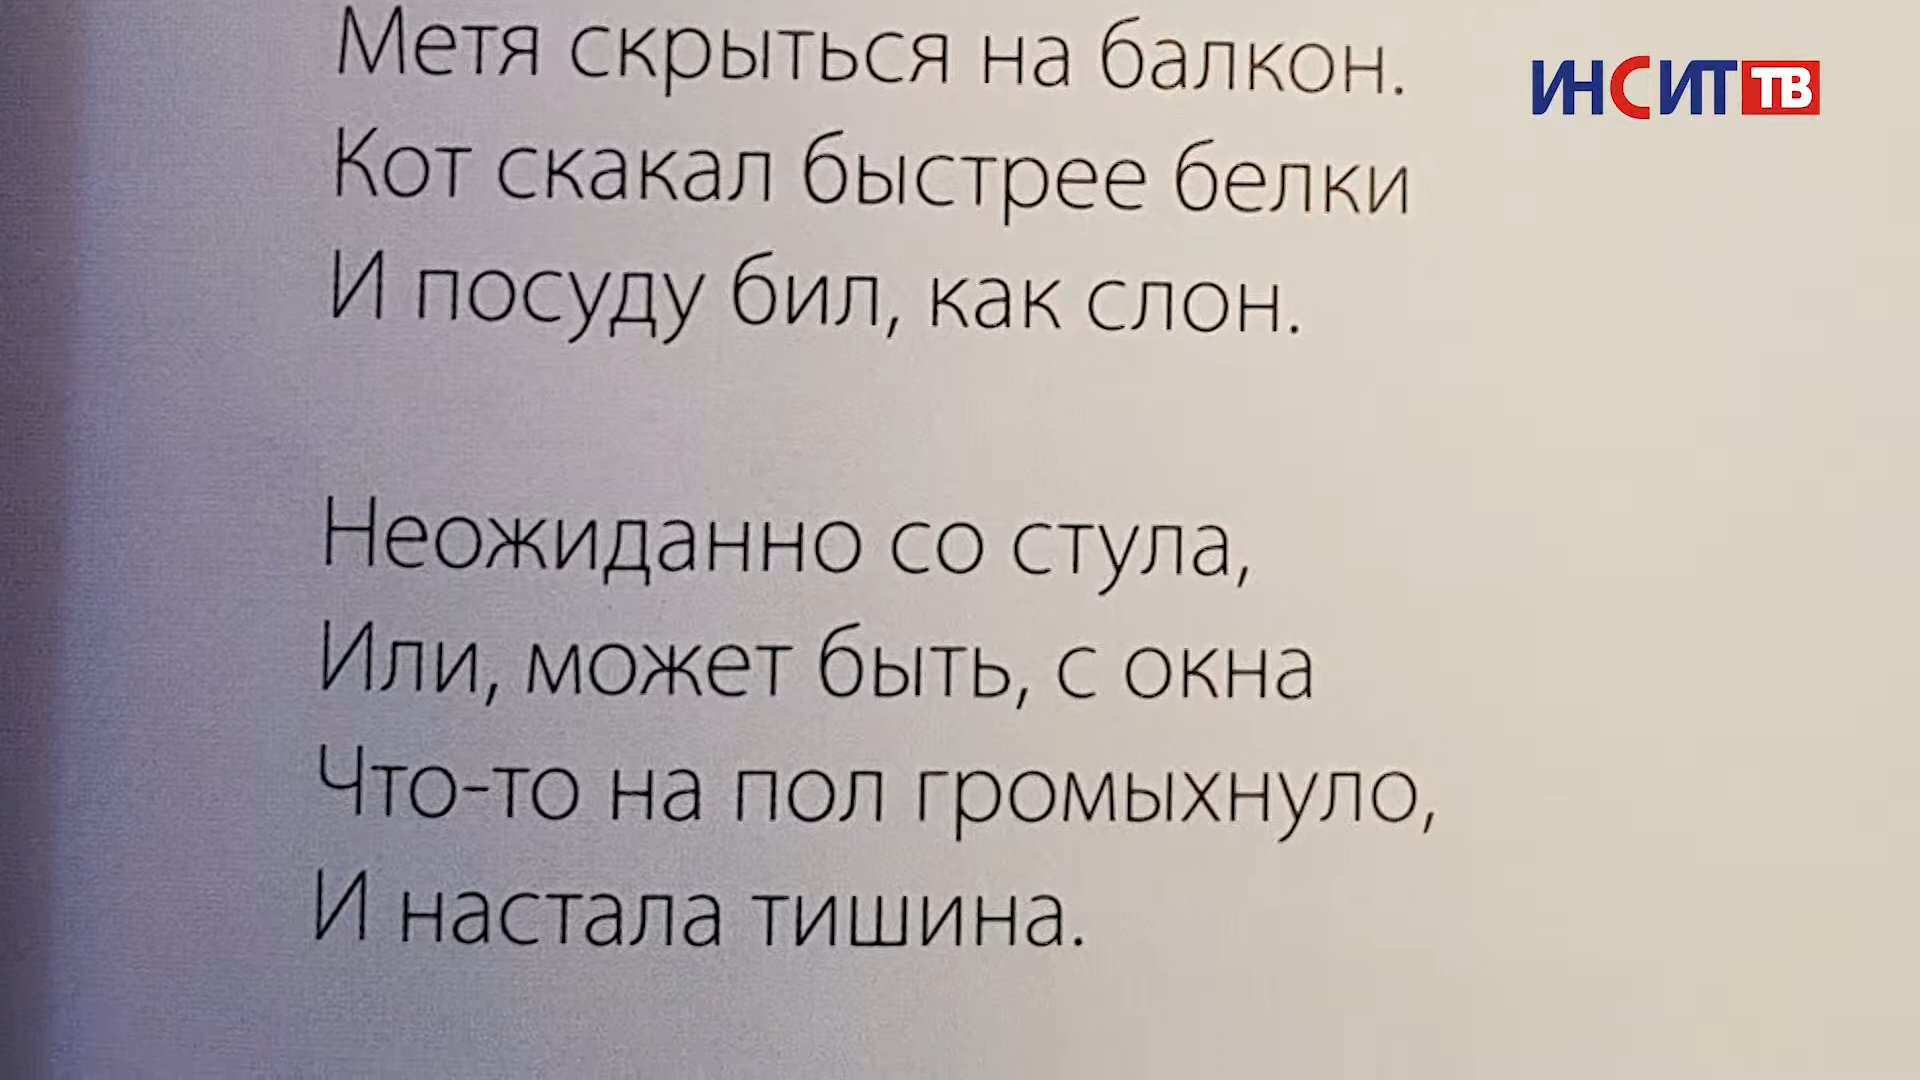 Метя скрыться на балкон.
ИНСИТ ТВ
Кот скакал быстрее белки
И посуду бил, как слон.
Неожиданно со стула,
Или, может быть, с окна
Что-то на пол громыхнуло,
И настала тишина.